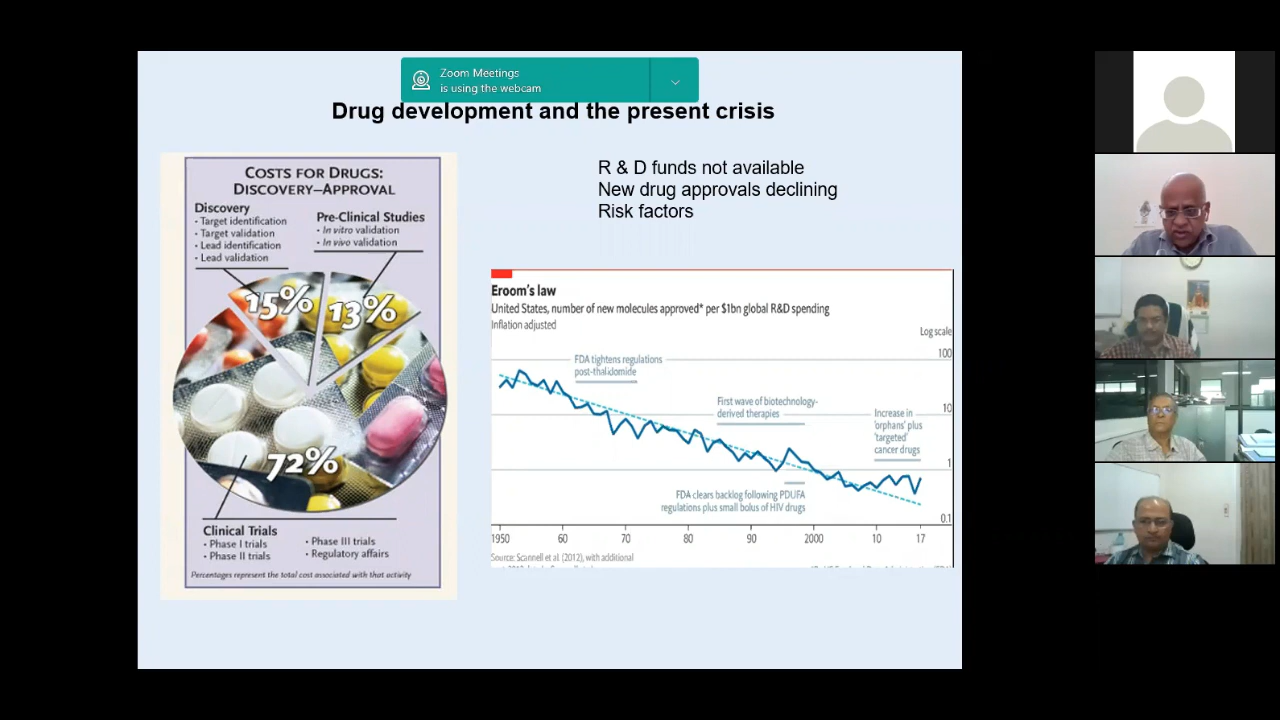 Zoom Meetings
is using the webcam
Drug development and the present crisis
COSTS FOR DRUGS:
DISCOVERY–APPROVAL
Discovery
• Target identification
• Target validation
• Lead identification
• Lead validation
Pre-Clinical Studies
• In vitro validation
• In vivo validation
15%
13%
72%
Clinical Trials
• Phase I trials
• Phase II trials
• Phase III trials
• Regulatory affairs
Percentages represent the total cost associated with that activity
R & D funds not available
New drug approvals declining
Risk factors
Eroom's law
United States, number of new molecules approved* per $1bn global R&D spending
Inflation adjusted
Log scale
100
FDA tightens regulations
post-thalidomide
First wave of biotechnology-
derived therapies
10
Increase in
'orphans' plus
'targeted'
cancer drugs
1
FDA clears backlog following PDUFA
regulations plus small bolus of HIV drugs
0.1
1950 60 70 80 90 2000 10 17
Source: Scannell et al. (2012), with additional